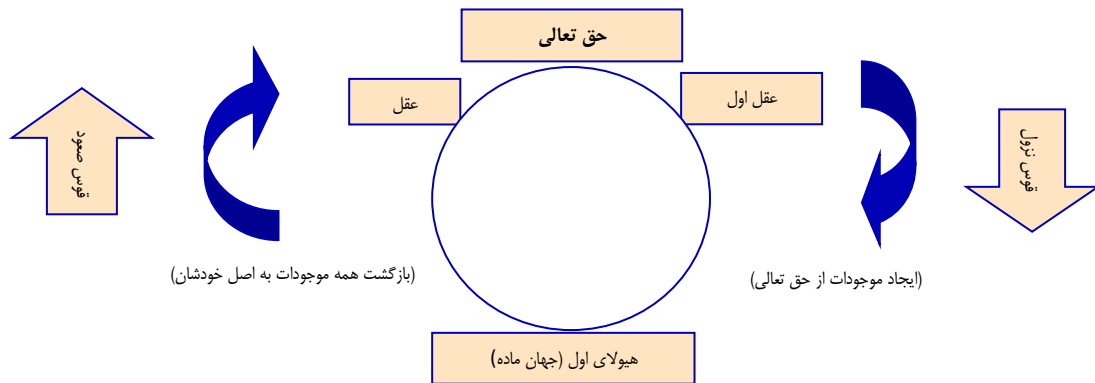 حق تعالی
عقل اول
عقل
قوس نزول
قوس صعود
(ایجاد موجودات از حق تعالی)
(بازگشت همه موجودات به اصل خودشان)
هیولای اول (جهان ماده)